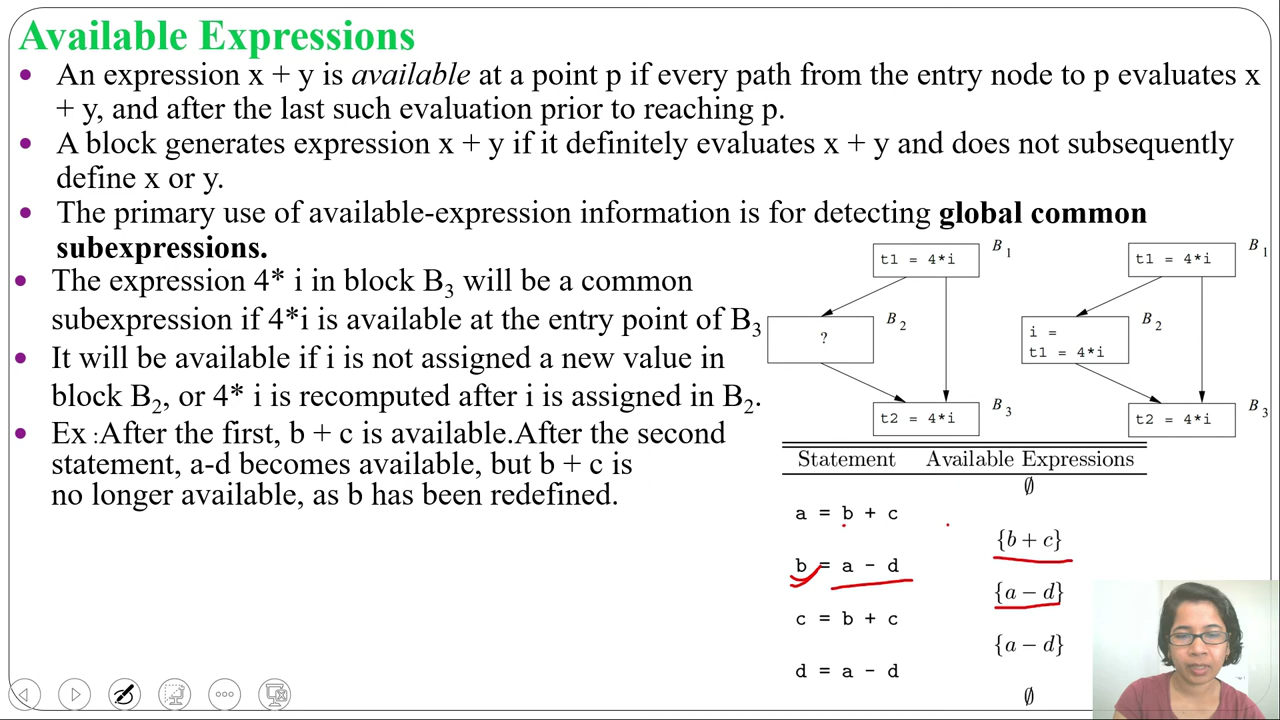 Available Expressions
• An expression x + y is available at a point p if every path from the entry node to p evaluates x
+ y, and after the last such evaluation prior to reaching p.
• A block generates expression x + y if it definitely evaluates x + y and does not subsequently
define x or y.
• The primary use of available-expression information is for detecting global common
subexpressions.
• The expression 4* i in block B3 will be a common
subexpression if 4*i is available at the entry point of B3
• It will be available if i is not assigned a new value in
block B2, or 4* i is recomputed after i is assigned in B2.
• Ex :After the first, b + c is available.After the second
statement, a-d becomes available, but b + c is
no longer available, as b has been redefined.
t1 = 4*i B1
? B2
t2 = 4*i B3
t1 = 4*i B1
i =
t1 = 4*i
B2
t2 = 4*i B3
Statement Available Expressions
∅
a = b + c
{b + c}
b = a - d
{a − d}
c = b + c
{a − d}
d = a - d
∅